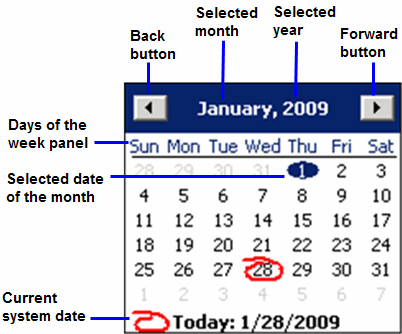 Back
button
Selected
month
Selected
year
Forward
button
January, 2009
Days of the
week panel
Sun Mon Tue Wed Thu Fri Sat
28 29 30 31 1 2 3
Selected date
of the month
4 5 6 7 8 9 10
11 12 13 14 15 16 17
18 19 20 21 22 23 24
25 26 27 28 29 30 31
1 2 3 4 5 6 7
Current
system date
Today: 1/28/2009